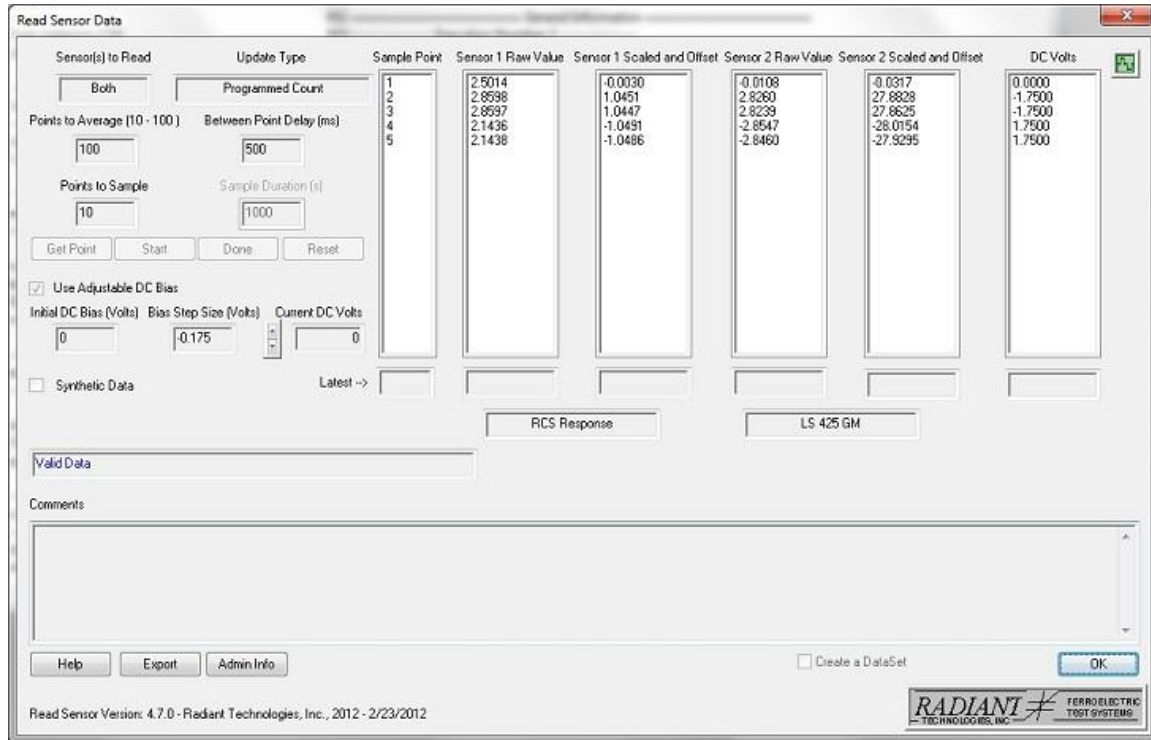 General Information
Read Sensor Data
Sensor(s) to Read
Update Type
Both
Programmed Count
Points to Average (10 - 100 )
Between Point Delay (ms)
100
500
Points to Sample
Sample Duration (s)
10
1000
Get Point
Start
Done
Reset
Use Adjustable DC Bias
Initial DC Bias (Volts)
Bias Step Size (Volts)
Current DC Volts
0
-0.175
0
Synthetic Data
Latest -->
Sample Point
Sensor 1 Raw Value
Sensor 1 Scaled and Offset
Sensor 2 Raw Value
Sensor 2 Scaled and Offset
DC Volts
1 2.5014 -0.0030 -0.0108 -0.0317 0.0000
2 2.8598 1.0451 2.8260 27.8828 -1.7500
3 2.8597 1.0447 2.8239 27.8625 -1.7500
4 2.1436 -1.0491 -2.8547 -28.0154 1.7500
5 2.1438 -1.0486 -2.8460 -27.9295 1.7500
RCS Response
LS 425 GM
Valid Data
Comments
Help
Export
Admin Info
Create a DataSet
OK
Read Sensor Version: 4.7.0 - Radiant Technologies, Inc., 2012 - 2/23/2012
RADIANT
TECHNOLOGIES, INC
FERROELECTRIC
TEST SYSTEMS